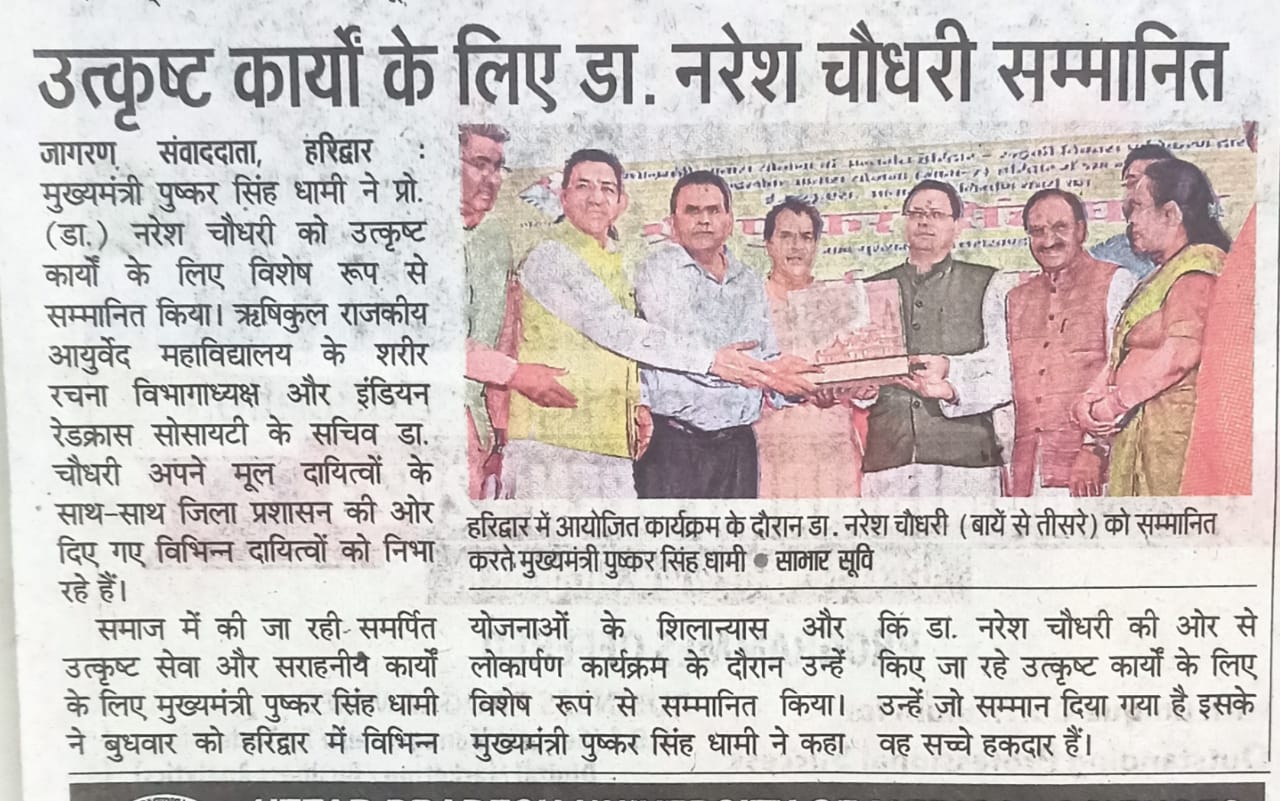 उत्कृष्ट कार्यों के लिए डा. नरेश चौधरी सम्मानित
जागरण संवाददाता, हरिद्वार :
मुख्यमंत्री पुष्कर सिंह धामी ने प्रो.
(डा.) नरेश चौधरी को उत्कृष्ट
कार्यों के लिए विशेष रूप से
सम्मानित किया। ऋषिकुल राजकीय
आयुर्वेद महाविद्यालय के शरीर
रचना विभागाध्यक्ष और इंडियन
रेडक्रास सोसायटी के सचिव डा.
चौधरी अपने मूल दायित्वों के
साथ-साथ जिला प्रशासन की ओर
दिए गए विभिन्न दायित्वों को निभा
रहे हैं।
समाज में की जा रही समर्पित
उत्कृष्ट सेवा और सराहनीय कार्यों
के लिए मुख्यमंत्री पुष्कर सिंह धामी
ने बुधवार को हरिद्वार में विभिन्न
हरिद्वार में आयोजित कार्यक्रम के दौरान डा. नरेश चौधरी (बायें से तीसरे) को सम्मानित
करते मुख्यमंत्री पुष्कर सिंह धामी ● साभार सूवि
योजनाओं के शिलान्यास और
लोकार्पण कार्यक्रम के दौरान उन्हें
विशेष रूप से सम्मानित किया।
मुख्यमंत्री पुष्कर सिंह धामी ने कहा
कि डा. नरेश चौधरी की ओर से
किए जा रहे उत्कृष्ट कार्यों के लिए
उन्हें जो सम्मान दिया गया है इसके
वह सच्चे हकदार हैं।